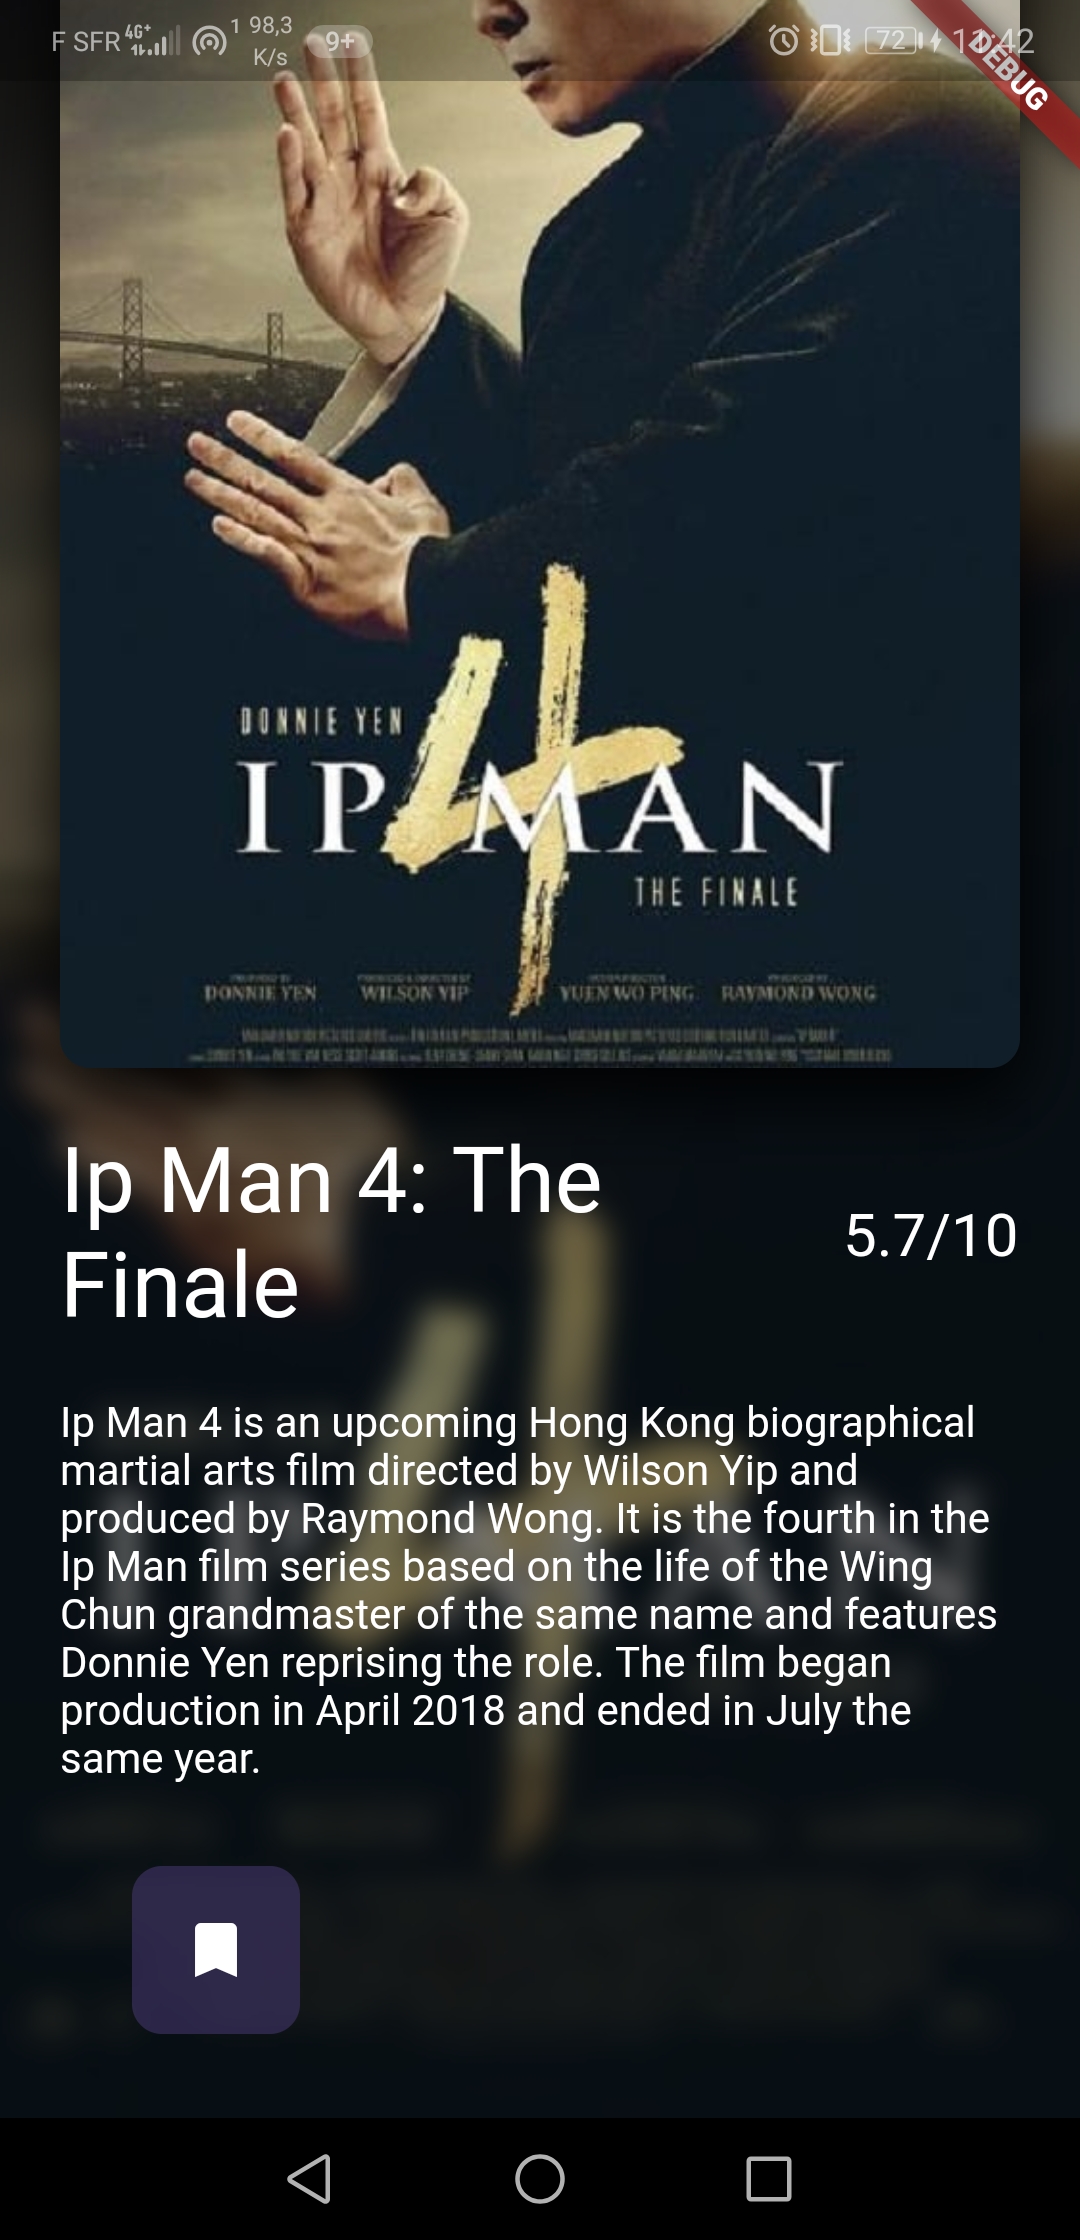 F SFR 4G+ 1 98,3 K/s 9+ 72 11:42
DEBUG
DONNIE YEN
IP MAN
4
THE FINALE
DONNIE YEN WILSON YIP YUEN WO PING RAYMOND WONG
Ip Man 4: The
Finale
5.7/10
Ip Man 4 is an upcoming Hong Kong biographical
martial arts film directed by Wilson Yip and
produced by Raymond Wong. It is the fourth in the
Ip Man film series based on the life of the Wing
Chun grandmaster of the same name and features
Donnie Yen reprising the role. The film began
production in April 2018 and ended in July the
same year.